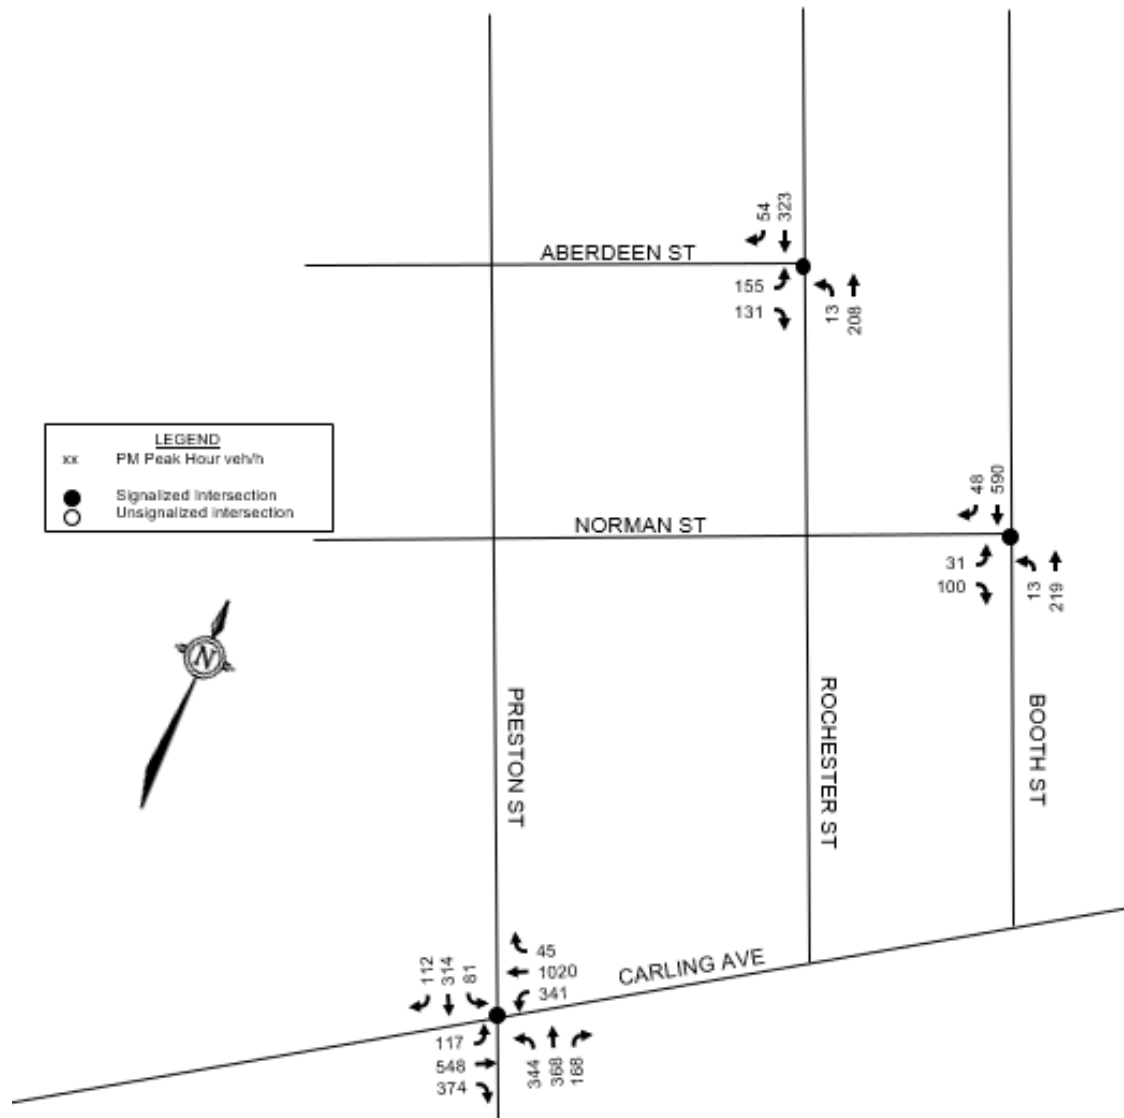 54
323
ABERDEEN ST
155
131
13
208
LEGEND
xx PM Peak Hour veh/h
Signalized Intersection
Unsignalized Intersection
48
590
NORMAN ST
31
100
13
219
N
PRESTON ST
ROCHESTER ST
BOOTH ST
112
314
81
45
1020
341
CARLING AVE
117
548
374
344
368
168